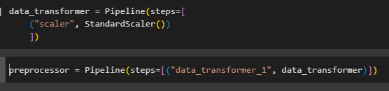 data_transformer = Pipeline(steps=[
("scaler", StandardScaler())
])
preprocessor = Pipeline(steps=[("data_transformer_1", data_transformer)])